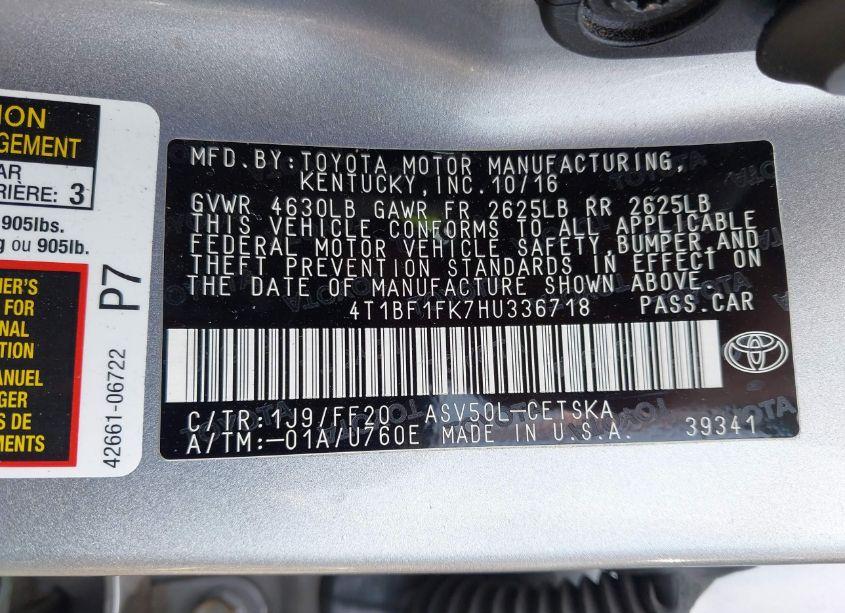 ION
GEMENT
AR
RIÈRE: 3
905lbs.
g ou 905lb.
ER'S
FOR
NAL
TION
ANUEL
GER
S DE
MENTS
P7
42661-06722
MFD.BY:TOYOTA MOTOR MANUFACTURING,
KENTUCKY,INC.10/16
GVWR 4630LB GAWR FR 2625LB RR 2625LB
THIS VEHICLE CONFORMS TO ALL APPLICABLE
FEDERAL MOTOR VEHICLE SAFETY,BUMPER,AND
THEFT PREVENTION STANDARDS IN EFFECT ON
THE DATE OF MANUFACTURE SHOWN ABOVE.
4T1BF1FK7HU336718 PASS.CAR
C/TR:1J9/FF20 ASV50L-CETSKA
A/TM:-01A/U760E MADE IN U.S.A. 39341